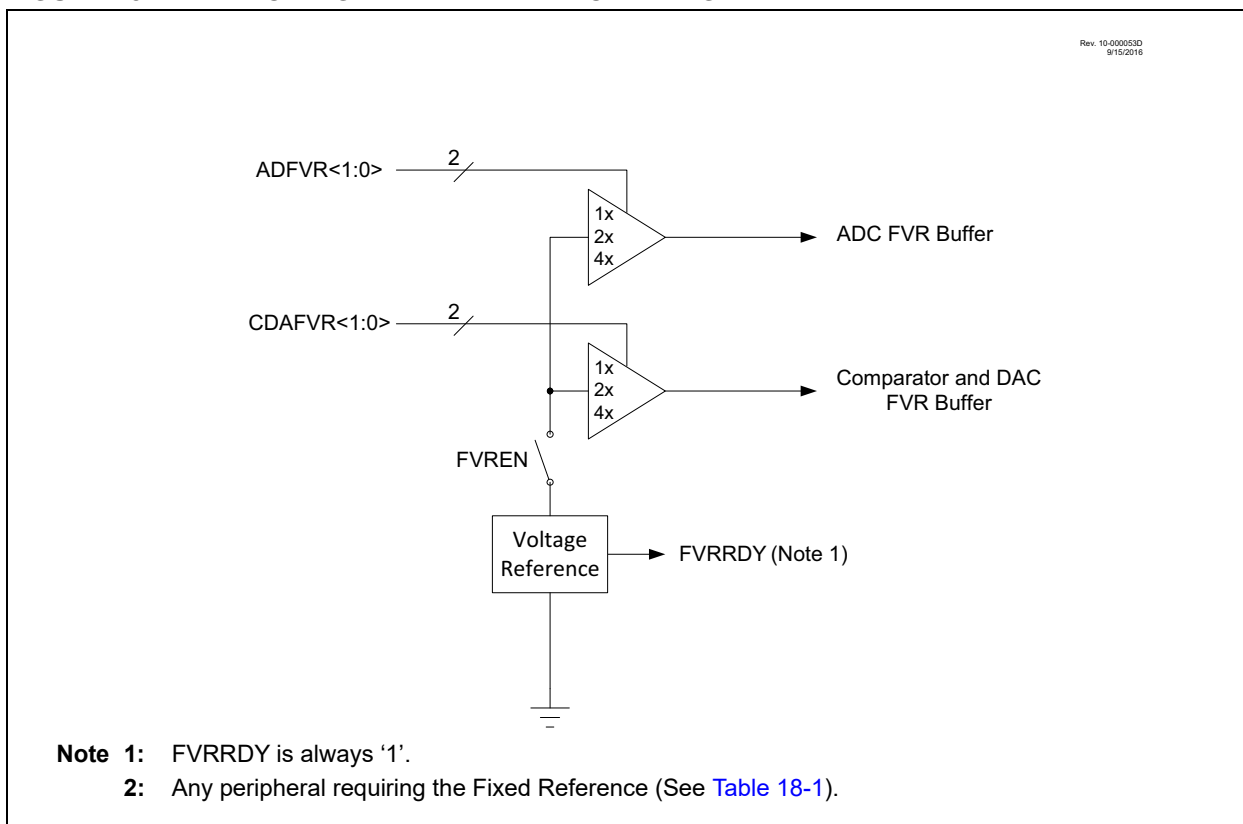 Rev. 10-000053D
9/15/2016
ADFVR<1:0>
2
1x
2x
4x
ADC FVR Buffer
CDAFVR<1:0>
2
1x
2x
4x
Comparator and DAC
FVR Buffer
FVREN
Voltage
Reference
FVRRDY (Note 1)
Note 1: FVRRDY is always ‘1’.
2: Any peripheral requiring the Fixed Reference (See Table 18-1).